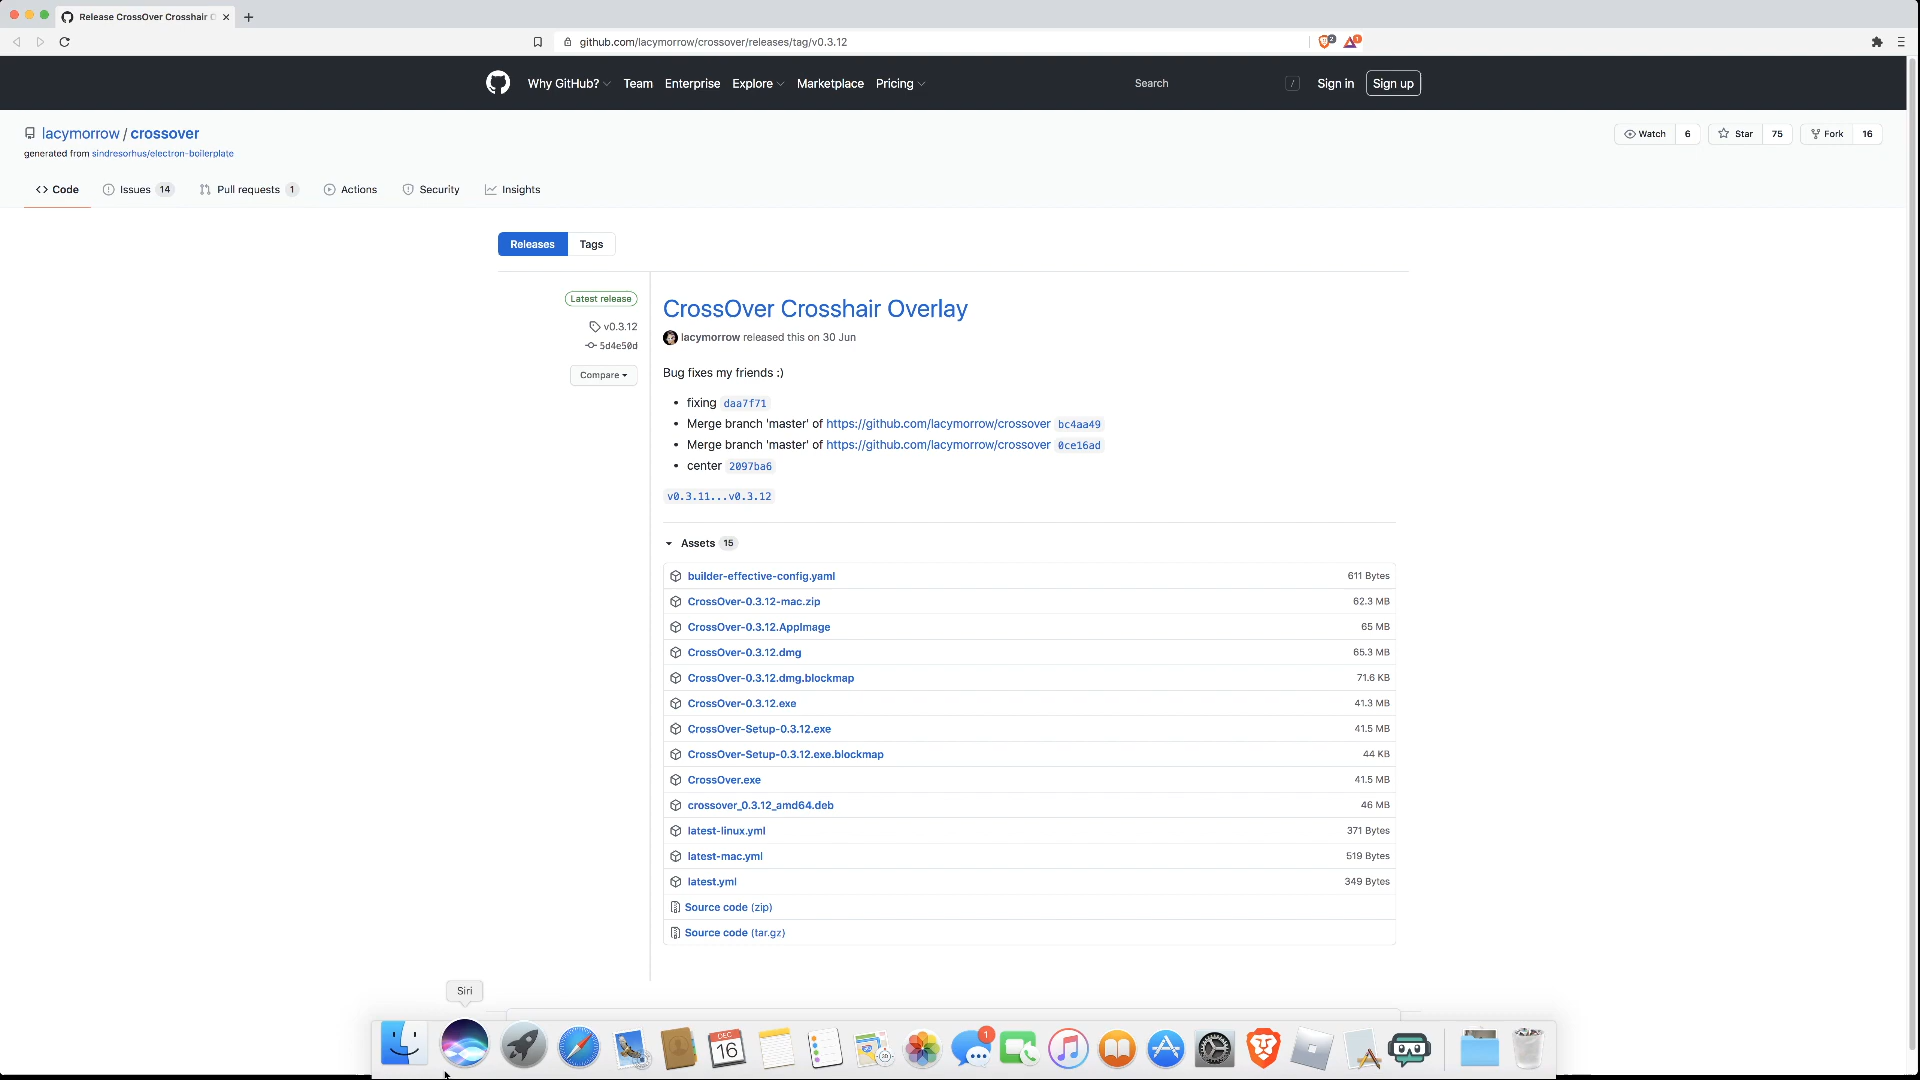 Release CrossOver Crosshair O
github.com/lacymorrow/crossover/releases/tag/v0.3.12
2
1
Why GitHub?
Team
Enterprise
Explore
Marketplace
Pricing
Search
/
Sign in
Sign up
lacymorrow / crossover
generated from sindresorhus/electron-boilerplate
Watch 6
Star 75
Fork 16
Code
Issues 14
Pull requests 1
Actions
Security
Insights
Releases
Tags
Latest release
v0.3.12
5d4e50d
Compare
CrossOver Crosshair Overlay
lacymorrow released this on 30 Jun
Bug fixes my friends :)
fixing daa7f71
Merge branch 'master' of https://github.com/lacymorrow/crossover bc4aa49
Merge branch 'master' of https://github.com/lacymorrow/crossover 0ce16ad
center 2097ba6
v0.3.11...v0.3.12
Assets 15
builder-effective-config.yaml 611 Bytes
CrossOver-0.3.12-mac.zip 62.3 MB
CrossOver-0.3.12.AppImage 65 MB
CrossOver-0.3.12.dmg 65.3 MB
CrossOver-0.3.12.dmg.blockmap 71.6 KB
CrossOver-0.3.12.exe 41.3 MB
CrossOver-Setup-0.3.12.exe 41.5 MB
CrossOver-Setup-0.3.12.exe.blockmap 44 KB
CrossOver.exe 41.5 MB
crossover_0.3.12_amd64.deb 46 MB
latest-linux.yml 371 Bytes
latest-mac.yml 519 Bytes
latest.yml 349 Bytes
Source code (zip)
Source code (tar.gz)
Siri
DEC
16
1